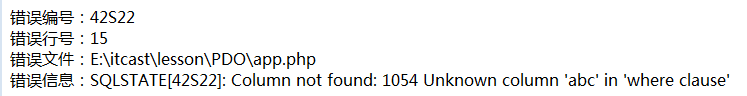 错误编号：42S22
错误行号：15
错误文件：E:\itcast\lesson\PDO\app.php
错误信息：SQLSTATE[42S22]: Column not found: 1054 Unknown column 'abc' in 'where clause'